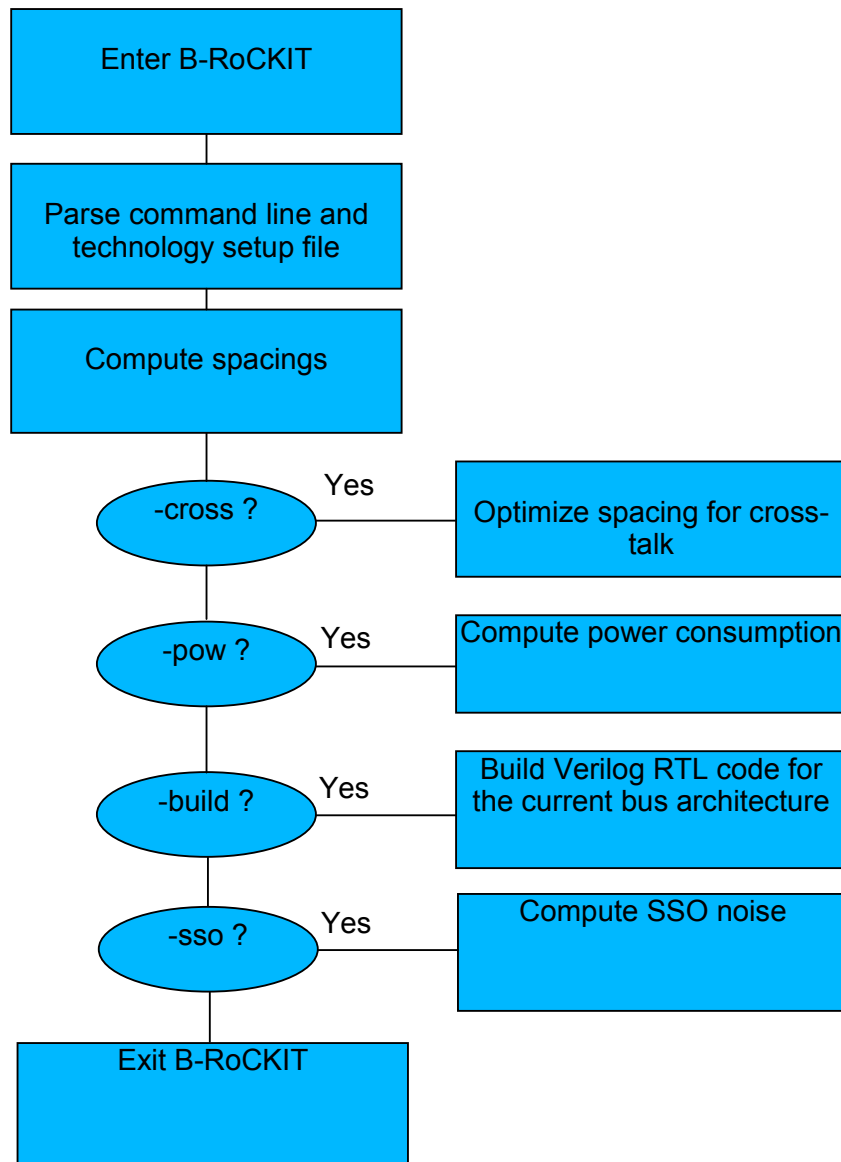 Enter B-RoCKIT
Parse command line and
technology setup file
Compute spacings
-cross ?
Yes
Optimize spacing for cross-
talk
-pow ?
Yes
Compute power consumption
-build ?
Yes
Build Verilog RTL code for
the current bus architecture
-sso ?
Yes
Compute SSO noise
Exit B-RoCKIT